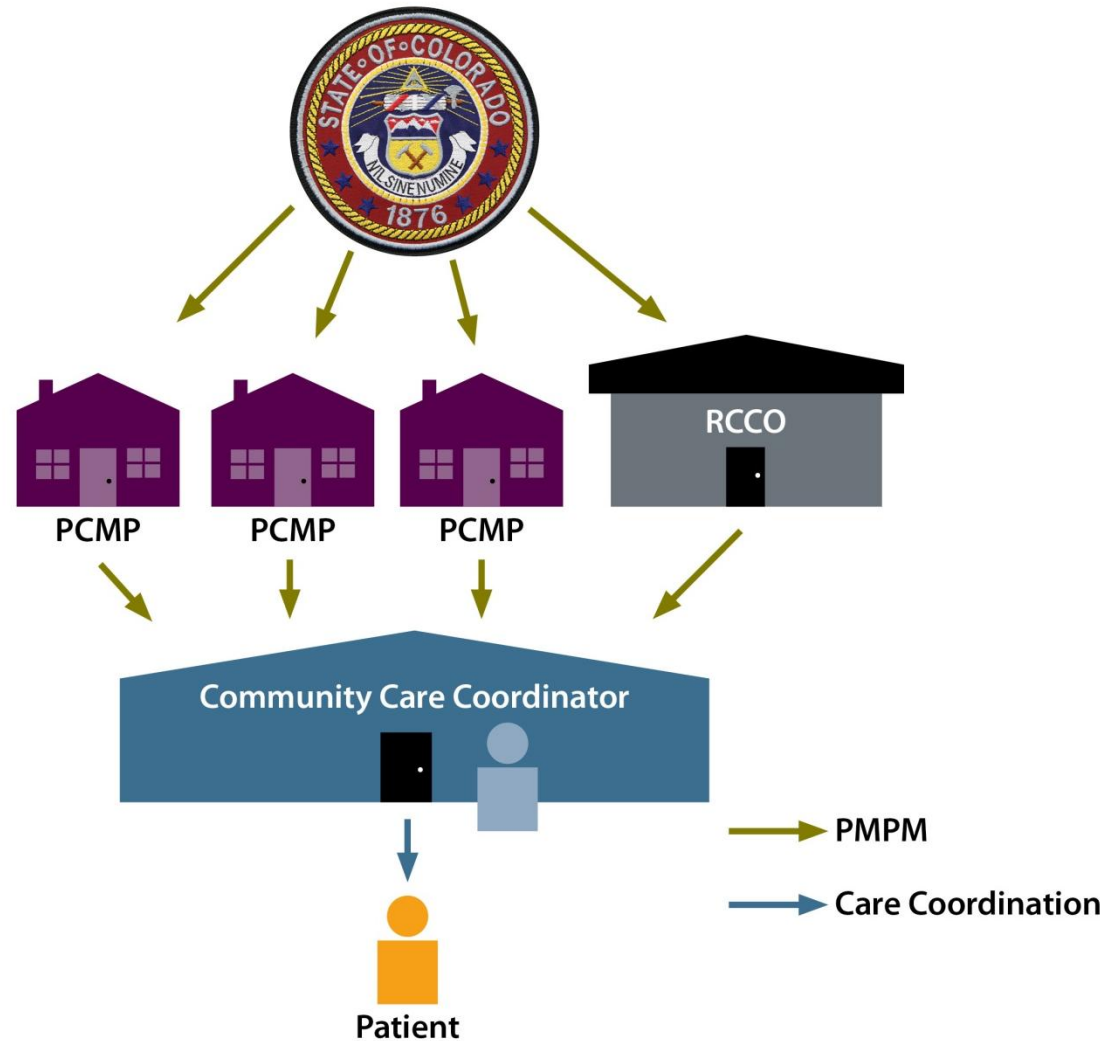 STATE·OF·COLORADO
NIL SINE NUMINE
1876
RCCO
PCMP
PCMP
PCMP
Community Care Coordinator
PMPM
Care Coordination
Patient